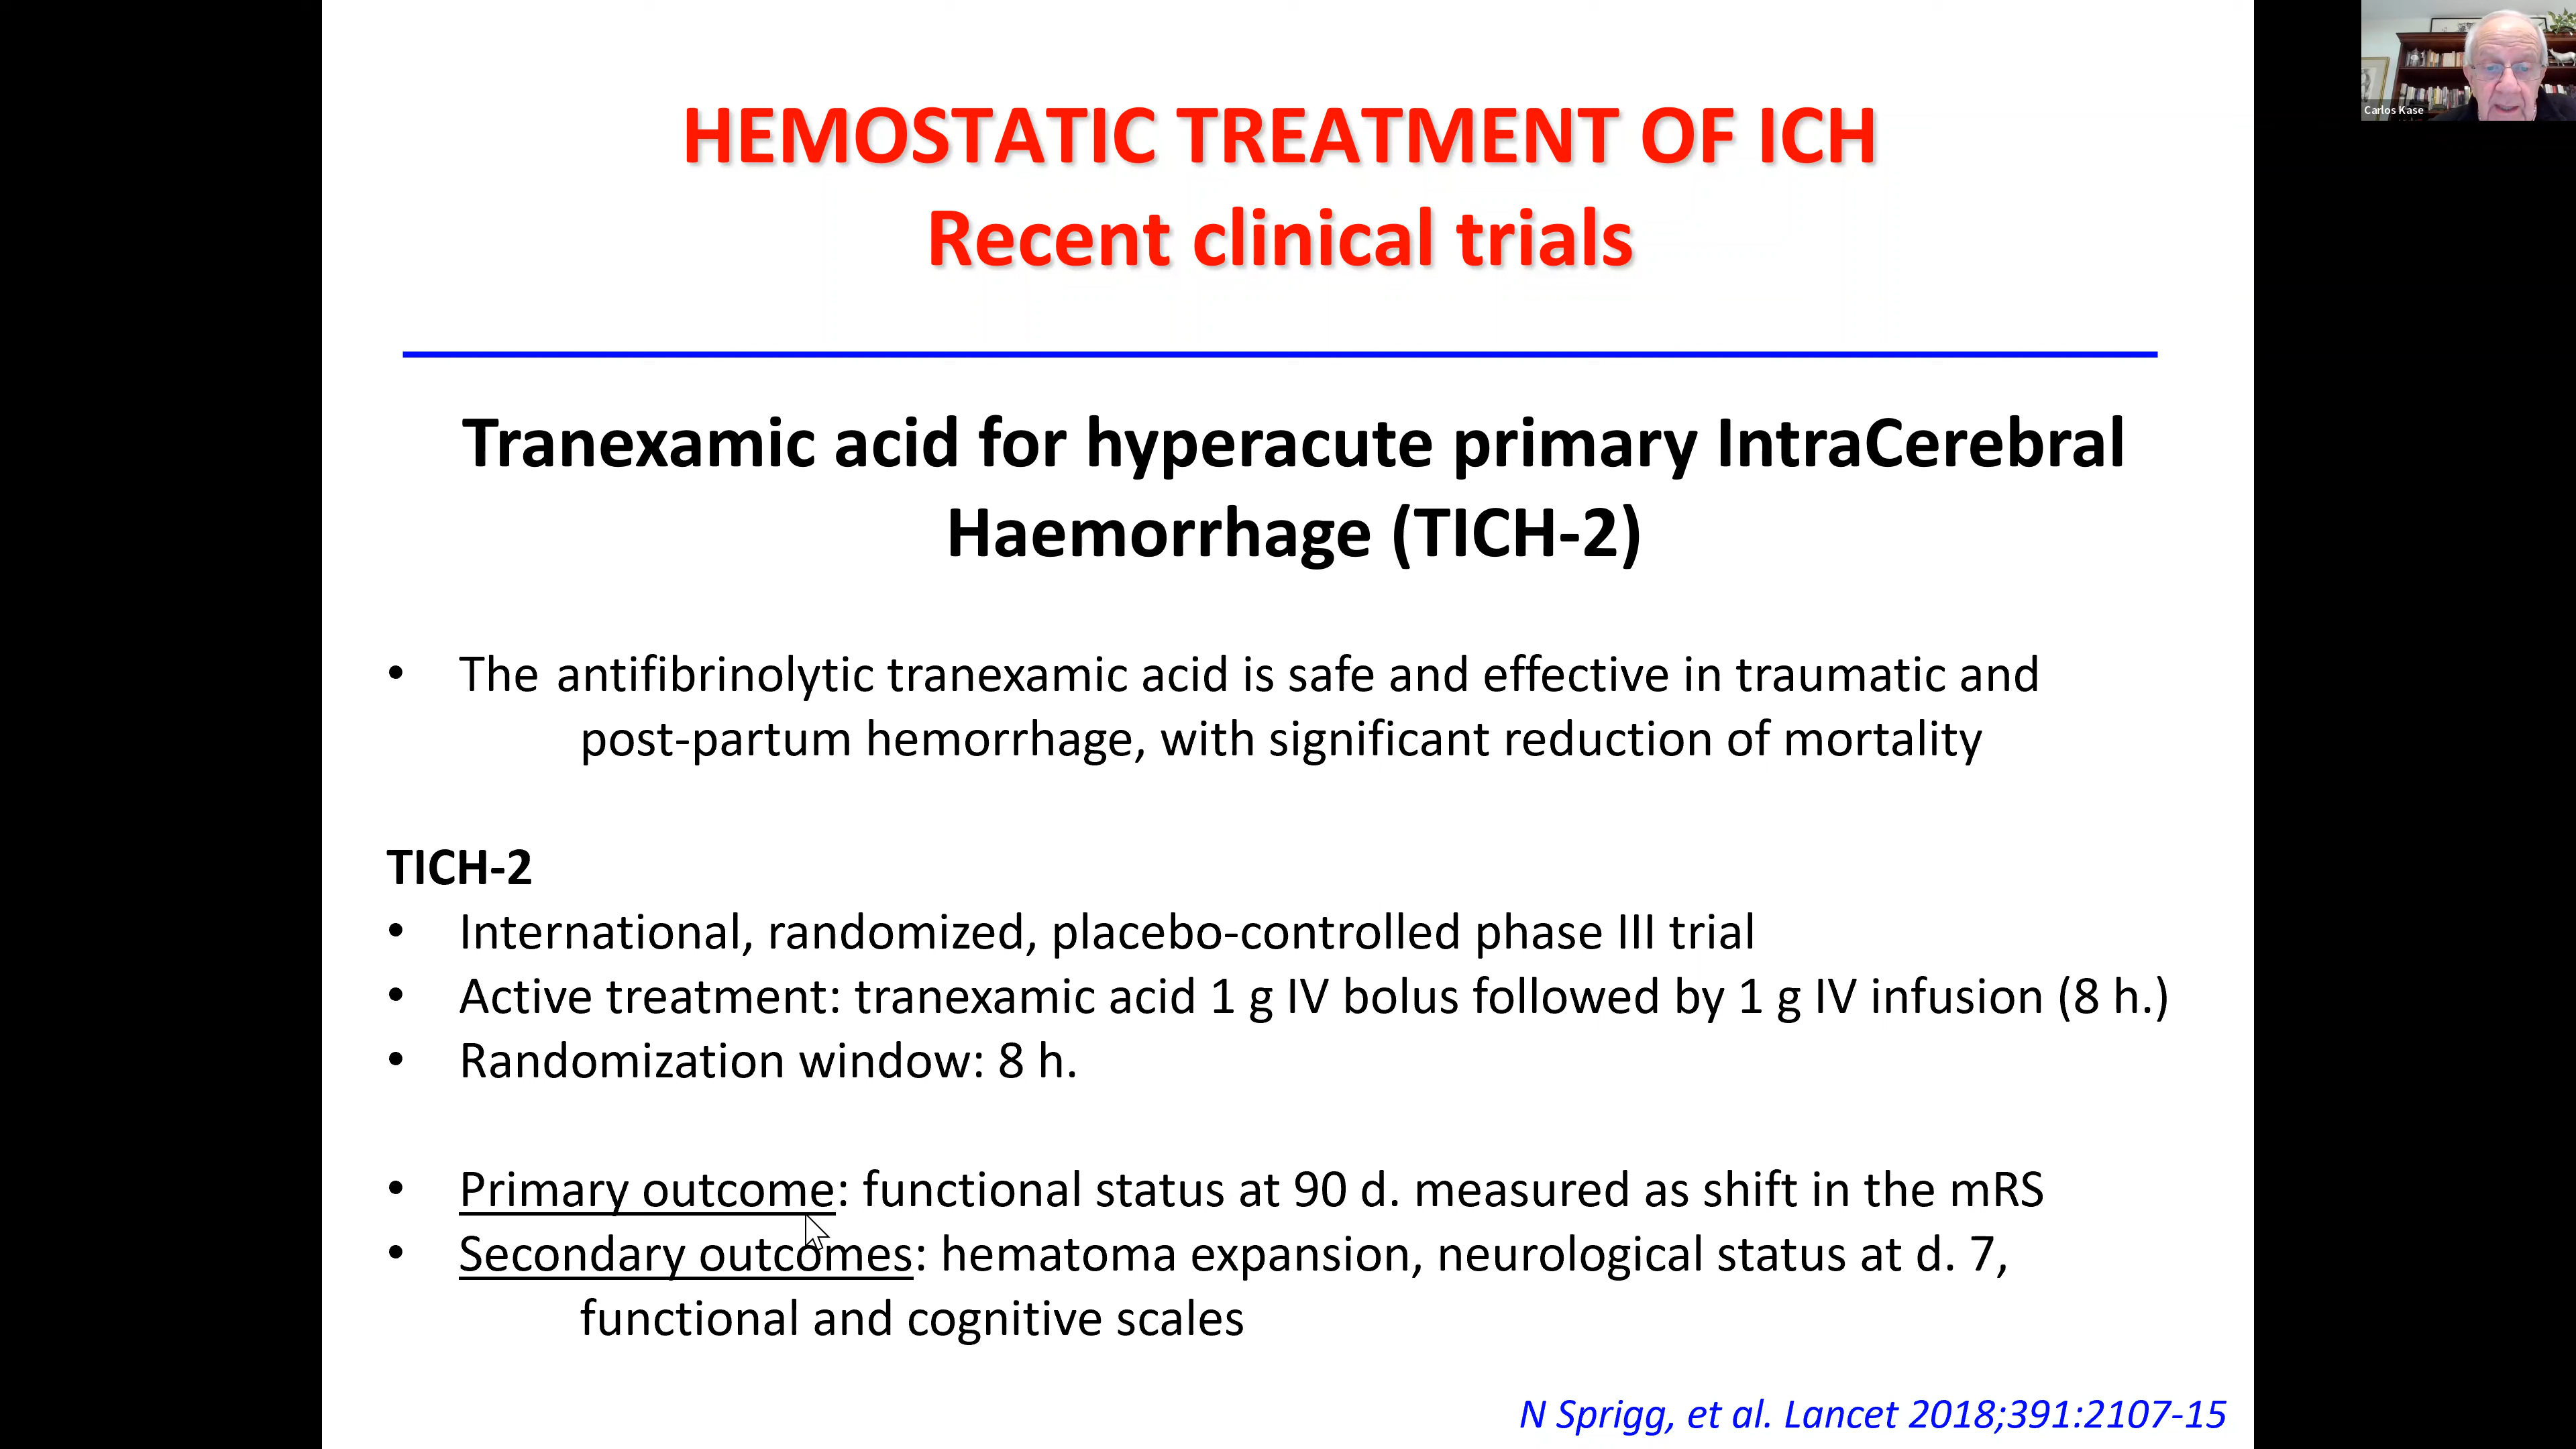 HEMOSTATIC TREATMENT OF ICH
Recent clinical trials
Carlos Kase
Tranexamic acid for hyperacute primary IntraCerebral
Haemorrhage (TICH-2)
• The antifibrinolytic tranexamic acid is safe and effective in traumatic and
post-partum hemorrhage, with significant reduction of mortality
TICH-2
• International, randomized, placebo-controlled phase III trial
• Active treatment: tranexamic acid 1 g IV bolus followed by 1 g IV infusion (8 h.)
• Randomization window: 8 h.
• Primary outcome: functional status at 90 d. measured as shift in the mRS
• Secondary outcomes: hematoma expansion, neurological status at d. 7,
functional and cognitive scales
N Sprigg, et al. Lancet 2018;391:2107-15